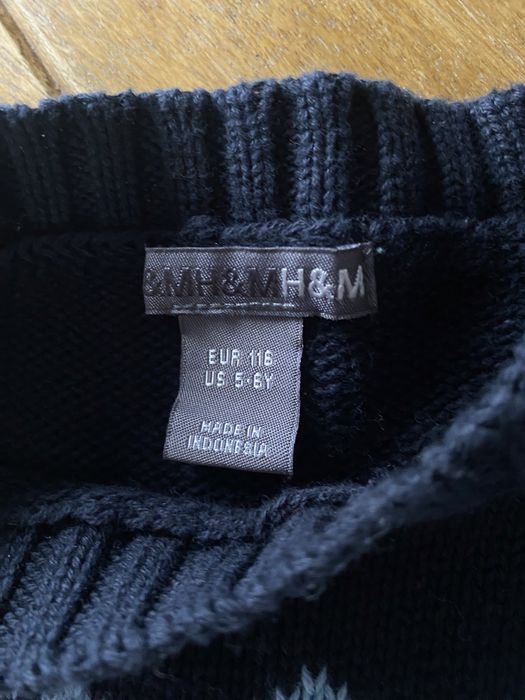 &MH&MH&M
EUR 116
US 5-6Y
MADE IN
INDONESIA